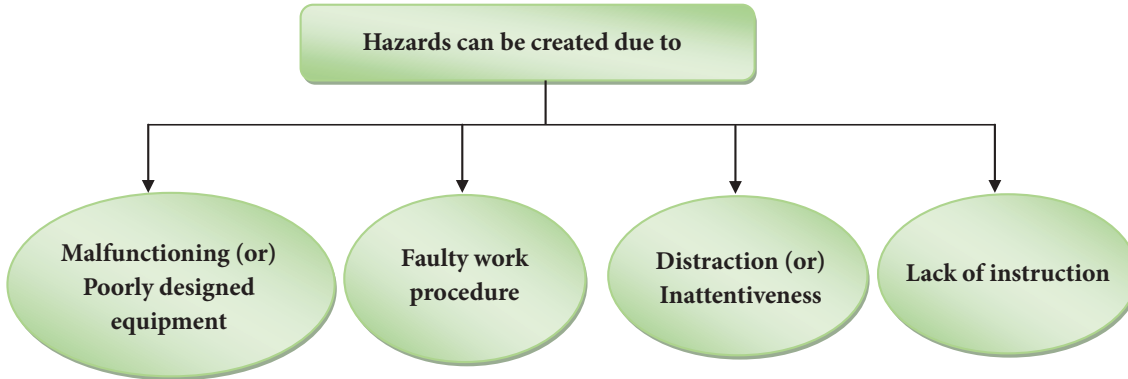 Hazards can be created due to
Malfunctioning (or)
Poorly designed
equipment
Faulty work
procedure
Distraction (or)
Inattentiveness
Lack of instruction